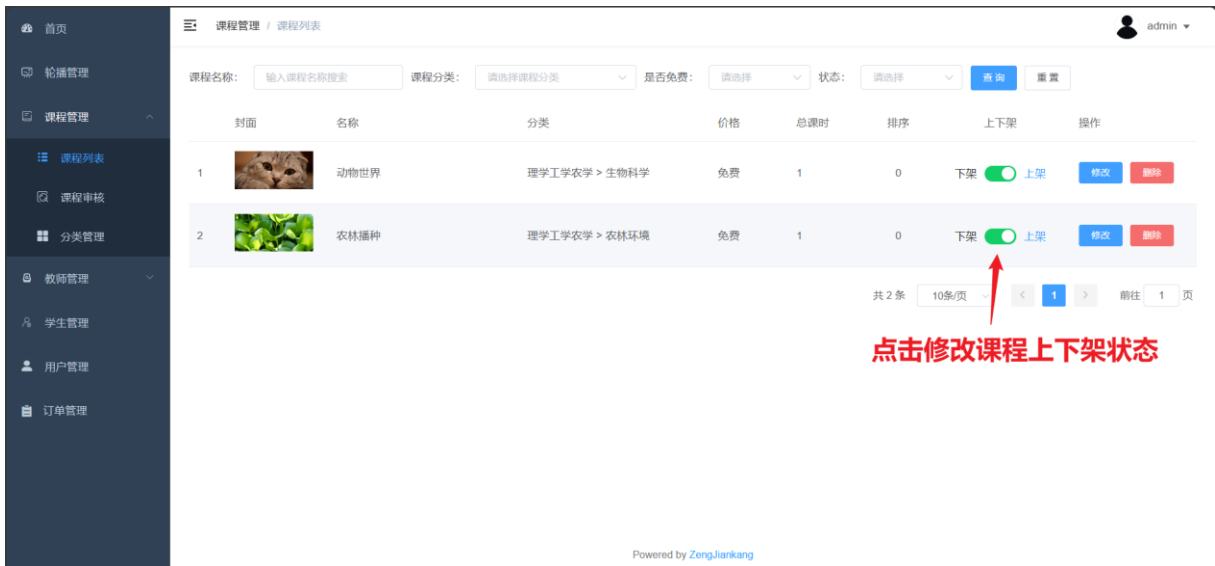 首页
课程管理 / 课程列表
admin
轮播管理
课程名称： 输入课程名称搜索 课程分类： 请选择课程分类 是否免费： 请选择 状态： 请选择 查询 重置
课程管理
封面 名称 分类 价格 总课时 排序 上下架 操作
课程列表
1 动物世界 理学工学农学 > 生物科学 免费 1 0 下架 上架 修改 删除
课程审核
分类管理
2 农林播种 理学工学农学 > 农林环境 免费 1 0 下架 上架 修改 删除
教师管理
共 2 条 10条/页 < 1 > 前往 1 页
学生管理
点击修改课程上下架状态
用户管理
订单管理
Powered by ZengJiankang